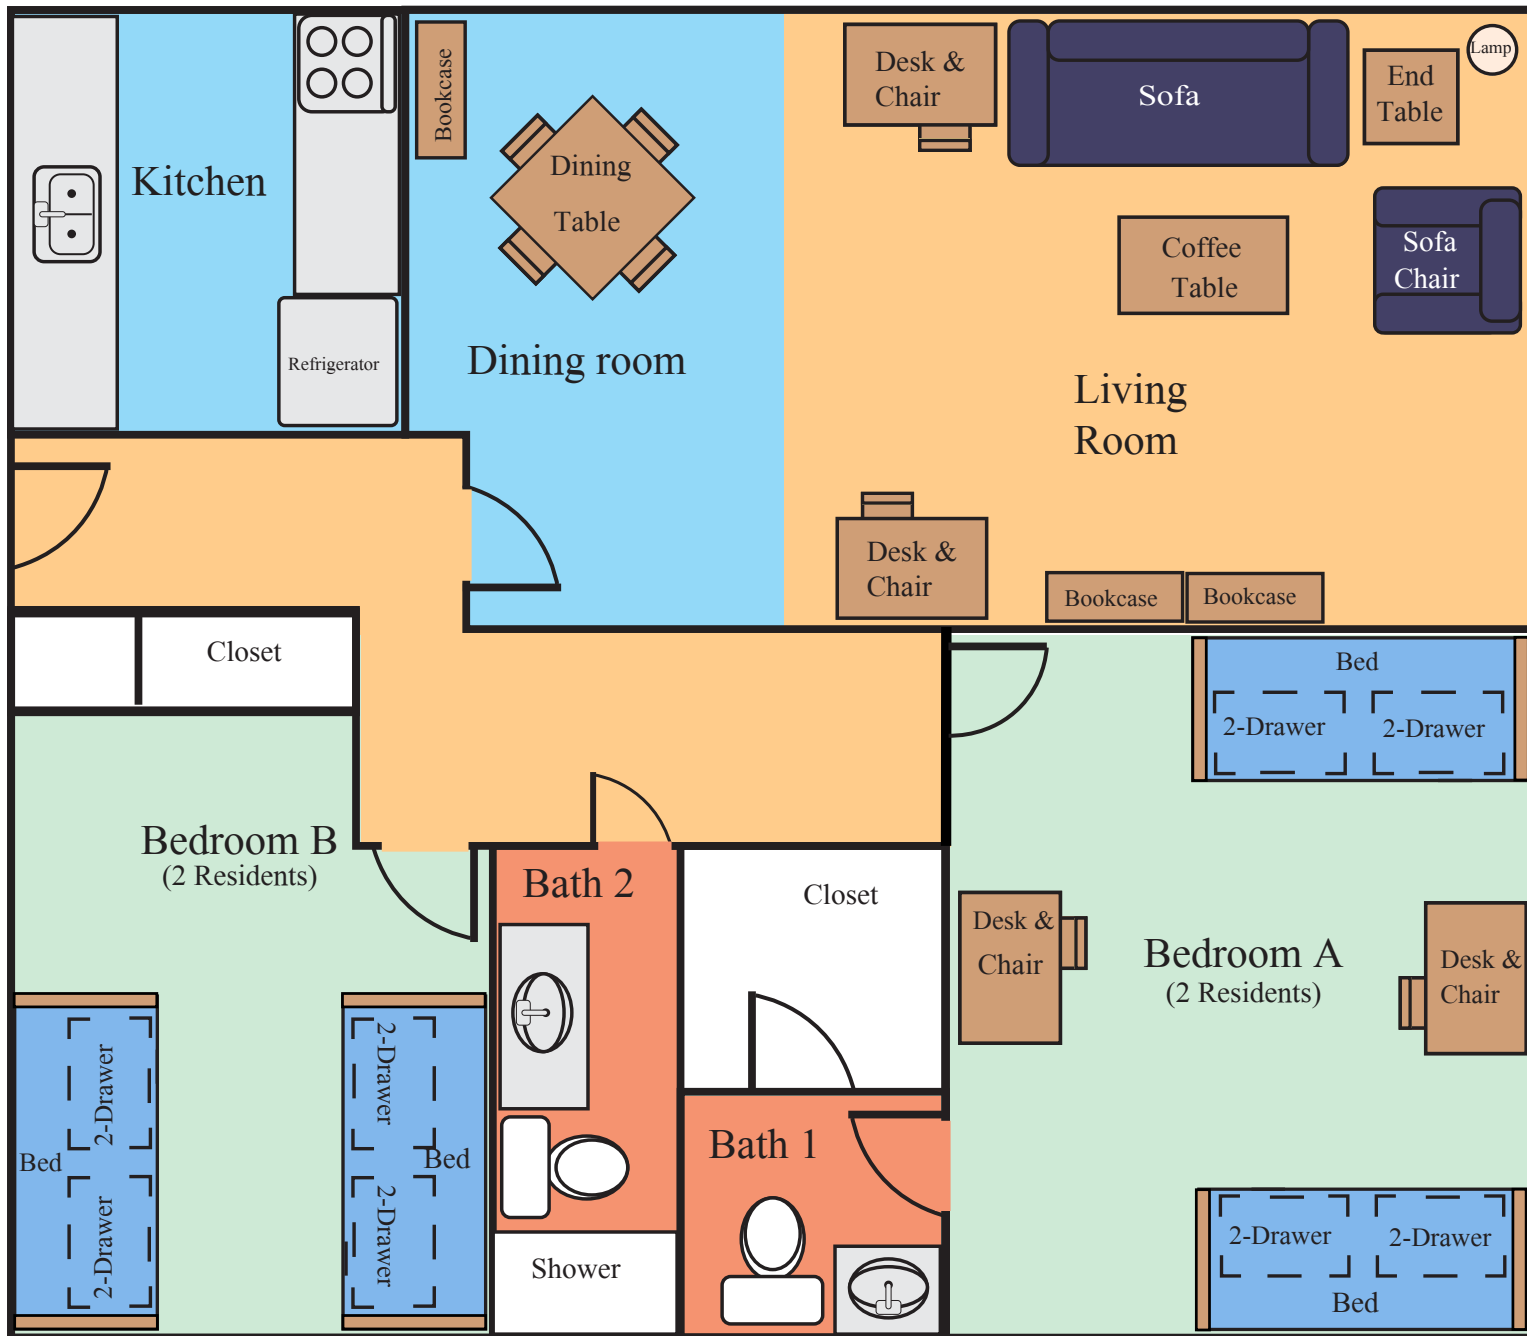 Bookcase
Desk &
Chair
Sofa
End
Table
Lamp
Kitchen
Dining
Table
Coffee
Table
Sofa
Chair
Refrigerator
Dining room
Living
Room
Desk &
Chair
Bookcase
Bookcase
Closet
Bed
2-Drawer
2-Drawer
Bedroom B
(2 Residents)
Bath 2
Closet
Desk &
Chair
Bedroom A
(2 Residents)
Desk &
Chair
2-Drawer
2-Drawer
Bed
2-Drawer
2-Drawer
Bed
Bath 1
Shower
2-Drawer
2-Drawer
Bed